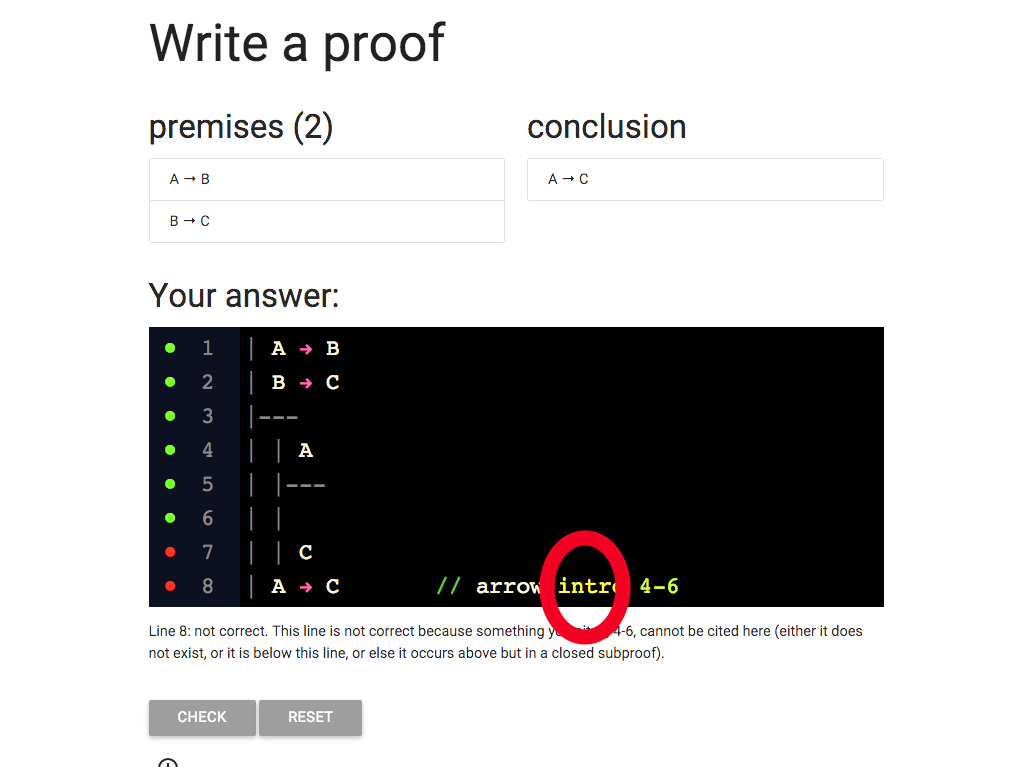 Write a proof
premises (2)
conclusion
A → B
A → C
B → C
Your answer:
1 | A → B
2 | B → C
3 |---
4 | | A
5 | |---
6 | |
7 | | C
8 | A → C // arrow intro 4-6
Line 8: not correct. This line is not correct because something 4-6, cannot be cited here (either it does
not exist, or it is below this line, or else it occurs above but in a closed subproof).
CHECK
RESET